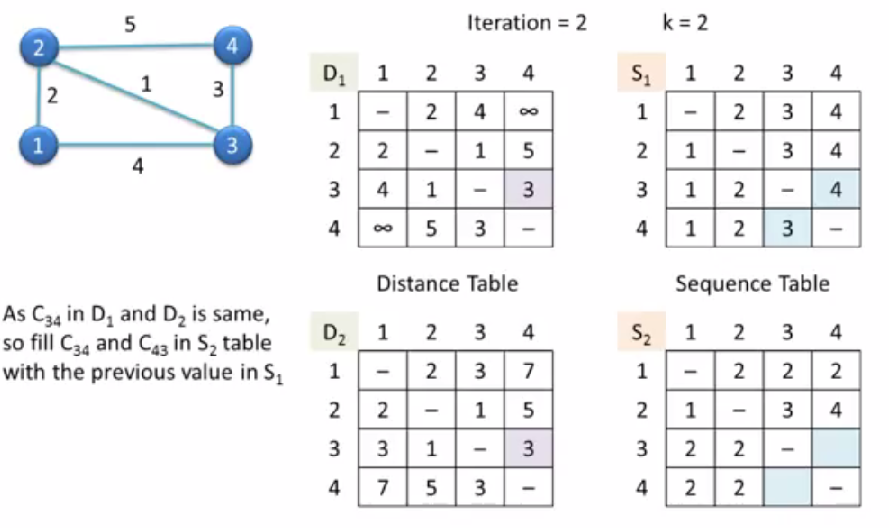 Iteration = 2 k = 2
5
2 4
2 1 3
1 3
4
D₁ 1 2 3 4
1 – 2 4 ∞
2 2 – 1 5
3 4 1 – 3
4 ∞ 5 3 –
S₁ 1 2 3 4
1 – 2 3 4
2 1 – 3 4
3 1 2 – 4
4 1 2 3 –
Distance Table
Sequence Table
As C₃₄ in D₁ and D₂ is same,
so fill C₃₄ and C₄₃ in S₂ table
with the previous value in S₁
D₂ 1 2 3 4
1 – 2 3 7
2 2 – 1 5
3 3 1 – 3
4 7 5 3 –
S₂ 1 2 3 4
1 – 2 2 2
2 1 – 3 4
3 2 2 –
4 2 2 –